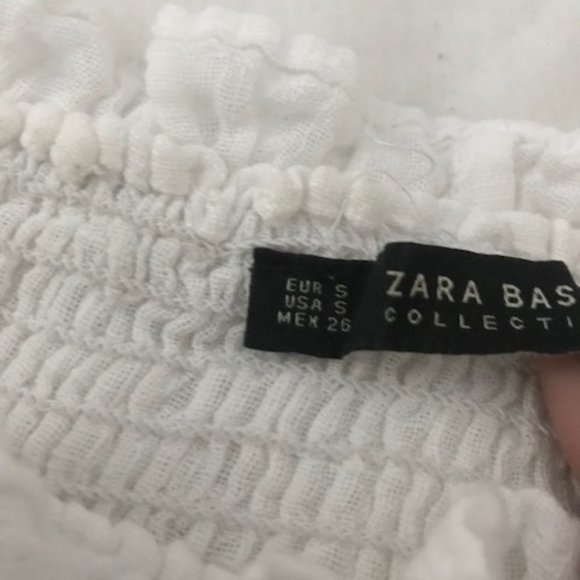 EUR S
USA S
MEX 26
ZARA BAS
COLLECTI